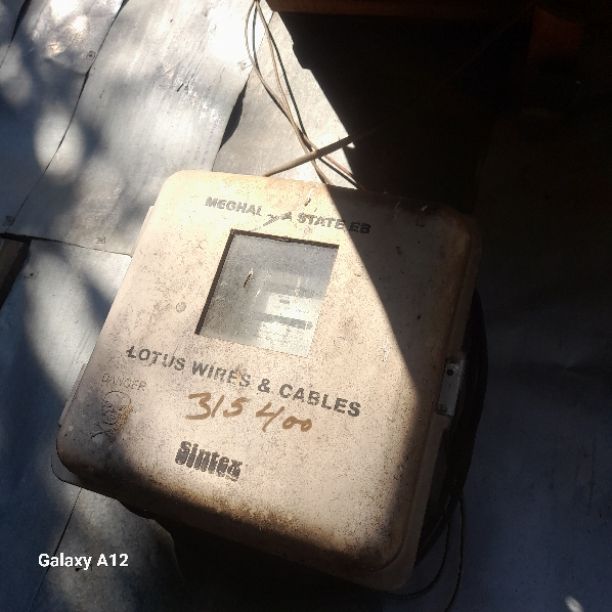 MEGHAL A STATE EB
LOTUS WIRES & CABLES
DANGER
315400
Sintex
Galaxy A12